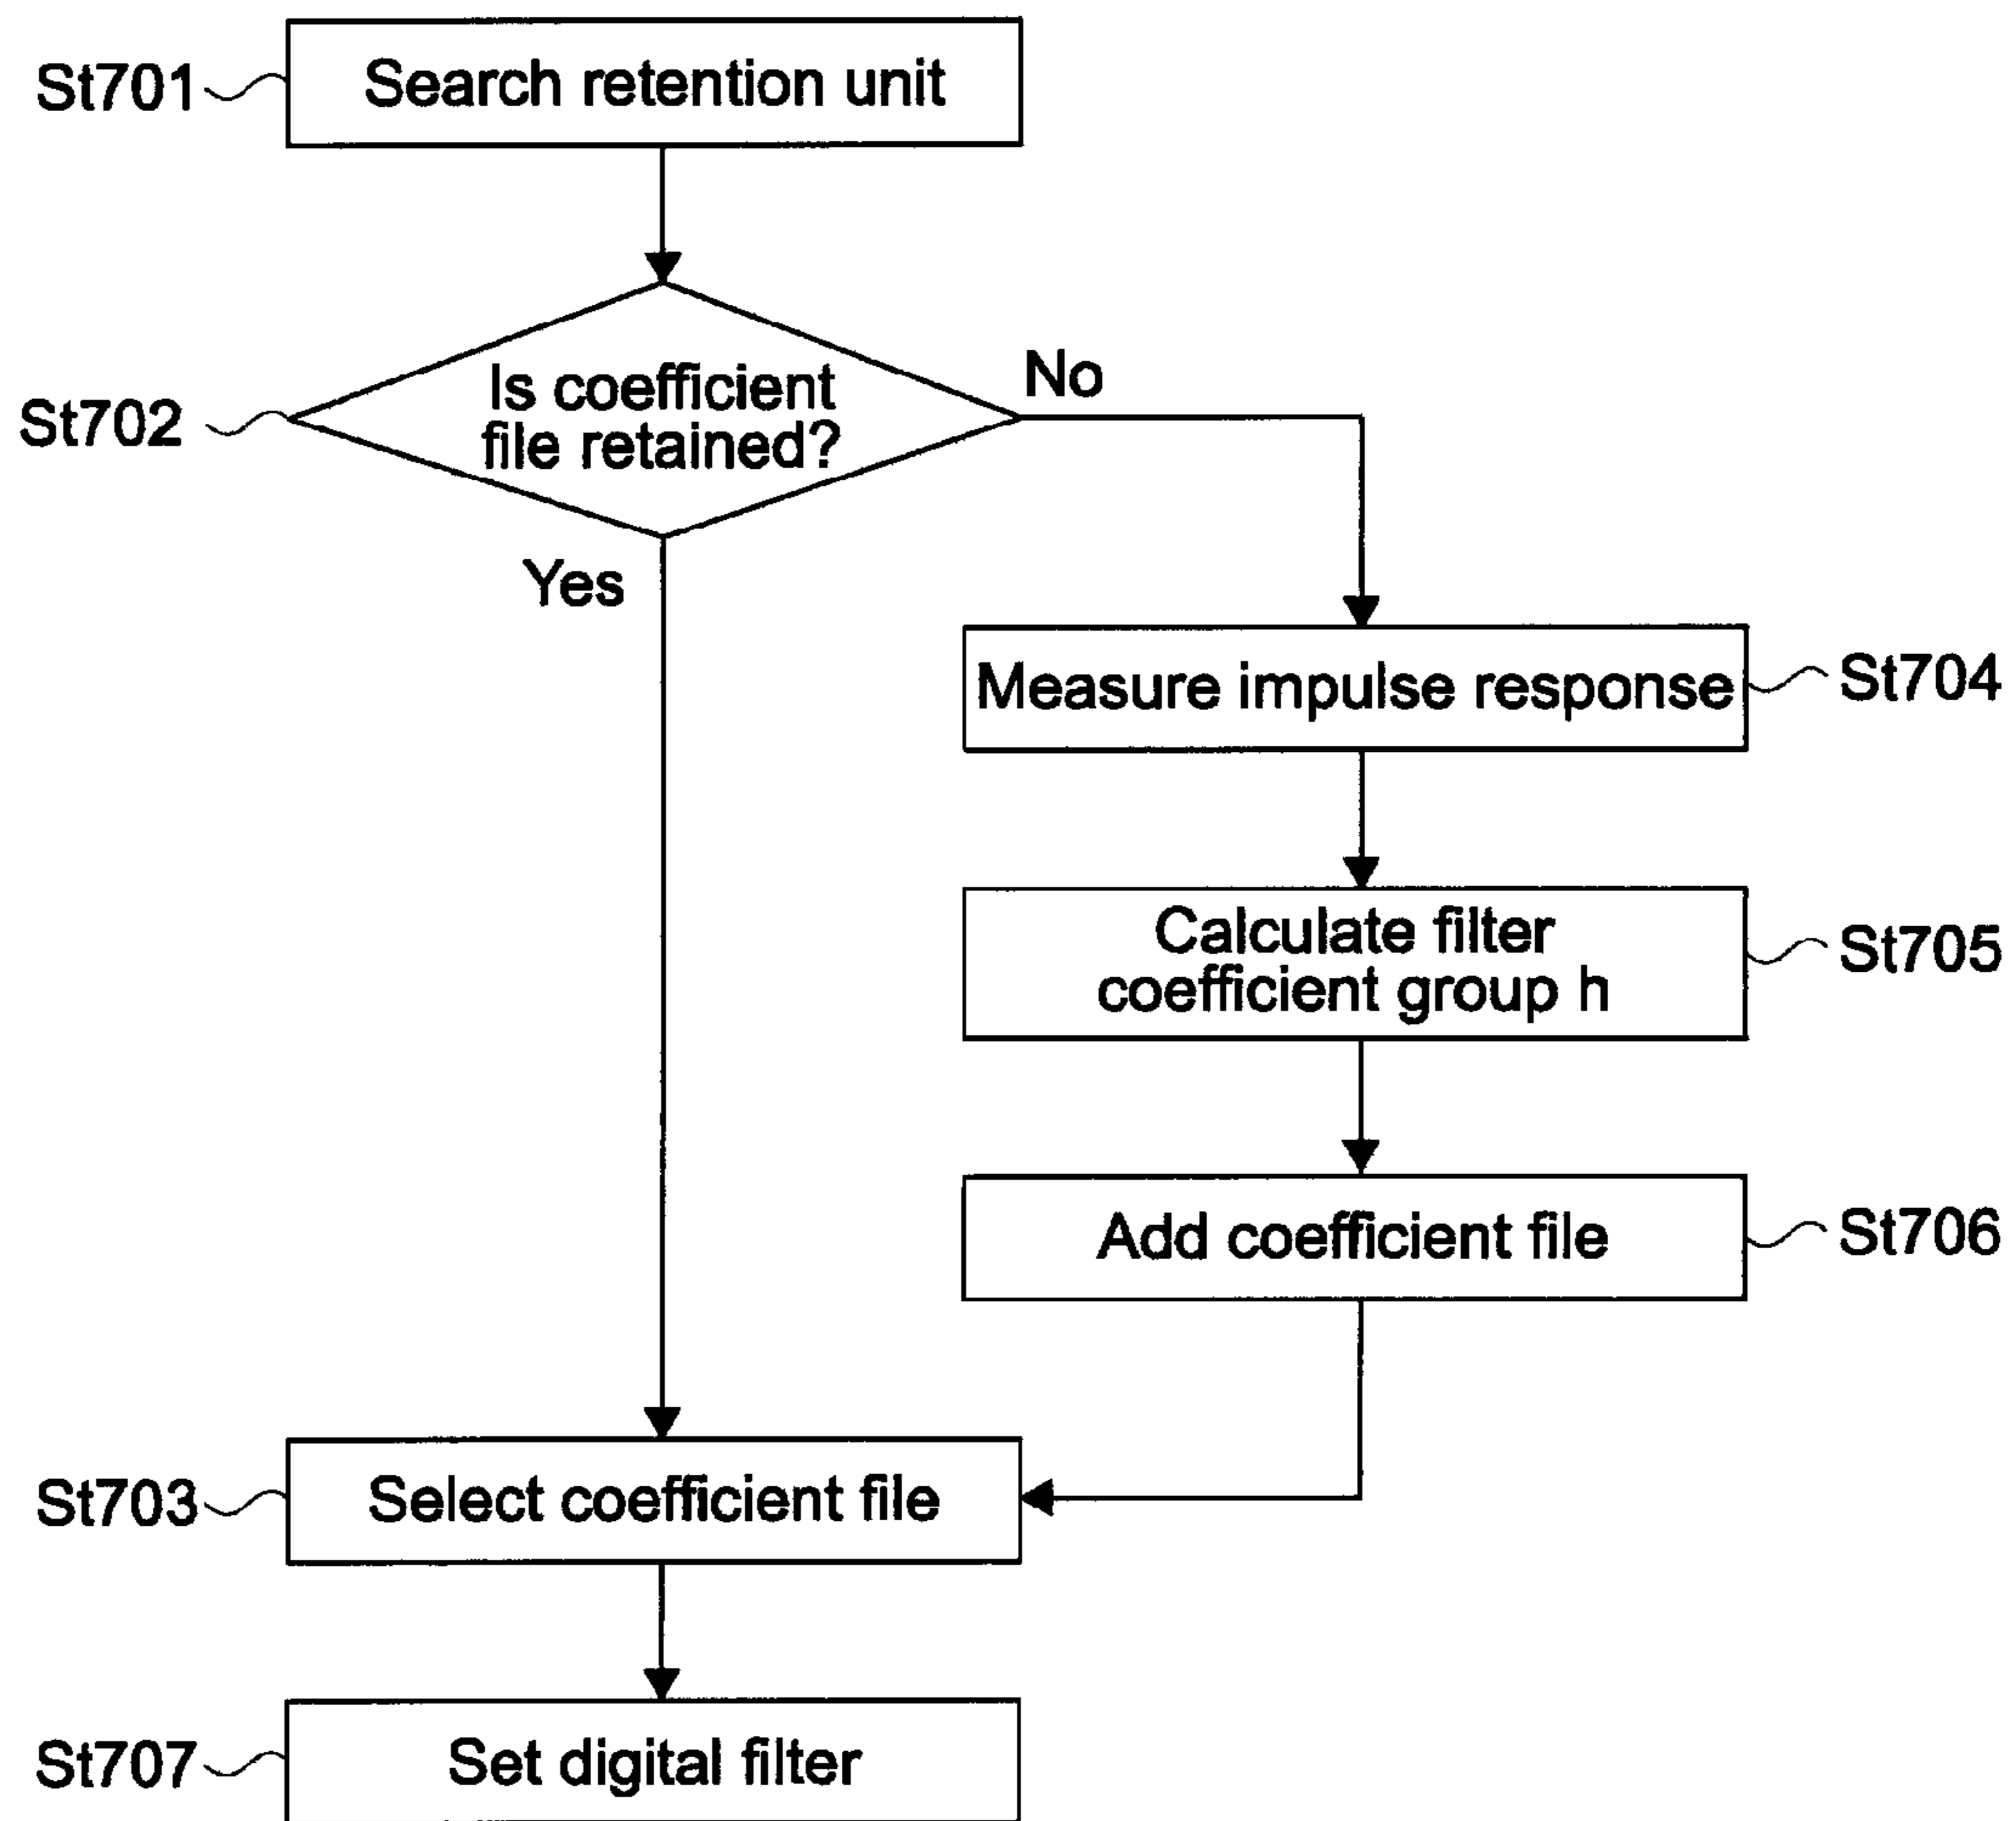 St701
Search retention unit
St702
Is coefficient
file retained?
No
Yes
Measure impulse response
St704
Calculate filter
coefficient group h
St705
Add coefficient file
St706
St703
Select coefficient file
St707
Set digital filter